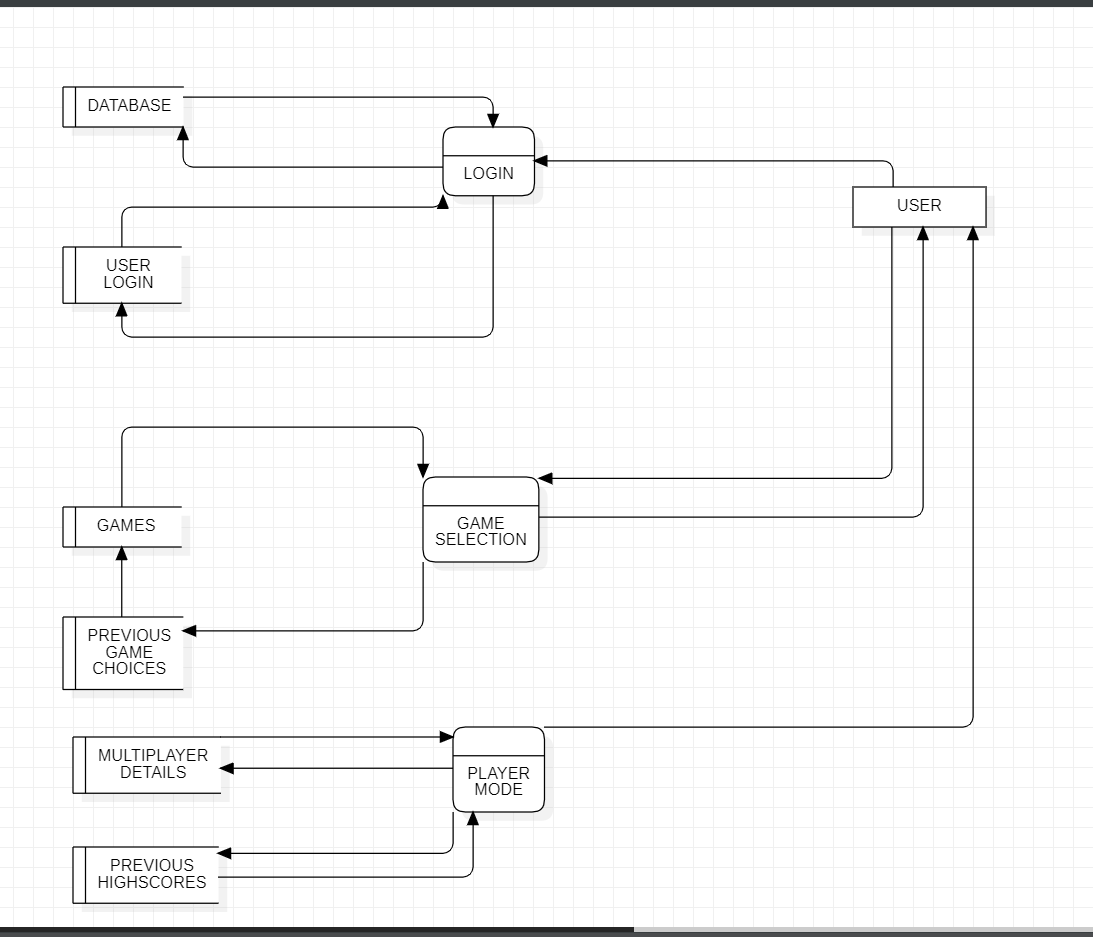 DATABASE
LOGIN
USER
USER
LOGIN
GAMES
GAME
SELECTION
PREVIOUS
GAME
CHOICES
MULTIPLAYER
DETAILS
PLAYER
MODE
PREVIOUS
HIGHSCORES